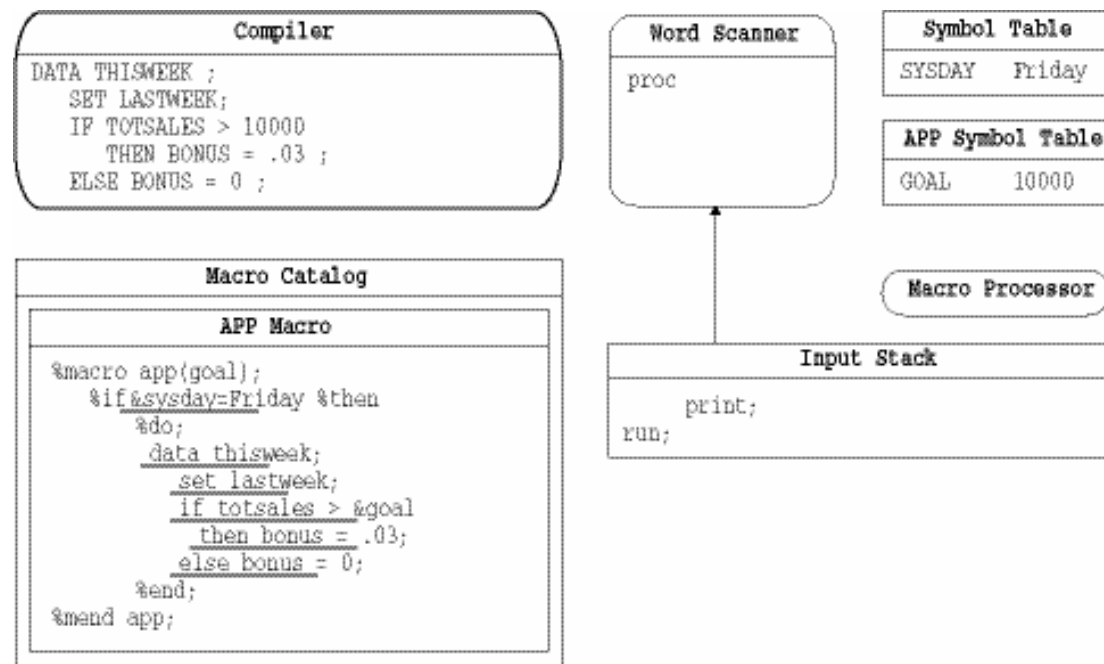 Compiler
DATA THISWEEK ;
SET LASTWEEK;
IF TOTSALES > 10000
THEN BONUS = .03 ;
ELSE BONUS = 0 ;
Word Scanner
proc
Symbol Table
SYSDAY Friday
APP Symbol Table
GOAL 10000
Macro Catalog
APP Macro
%macro app(goal);
%if&sysday=Friday %then
%do;
data thisweek;
set lastweek;
if totsales > &goal
then bonus = .03;
else bonus = 0;
%end;
%mend app;
Macro Processor
Input Stack
print;
run;